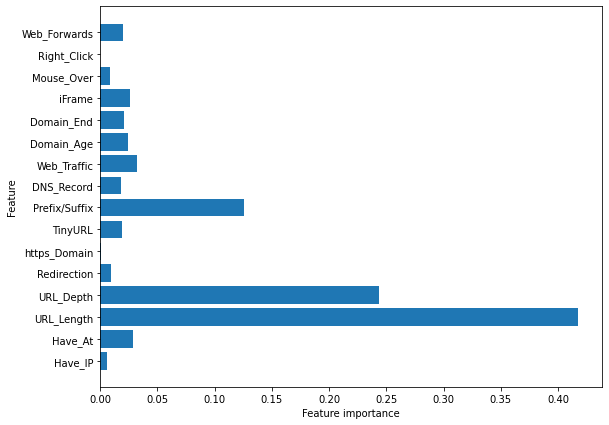 Web_Forwards
Right_Click
Mouse_Over
iFrame
Domain_End
Domain_Age
Web_Traffic
DNS_Record
Prefix/Suffix
TinyURL
https_Domain
Redirection
URL_Depth
URL_Length
Have_At
Have_IP
Feature
0.00 0.05 0.10 0.15 0.20 0.25 0.30 0.35 0.40
Feature importance